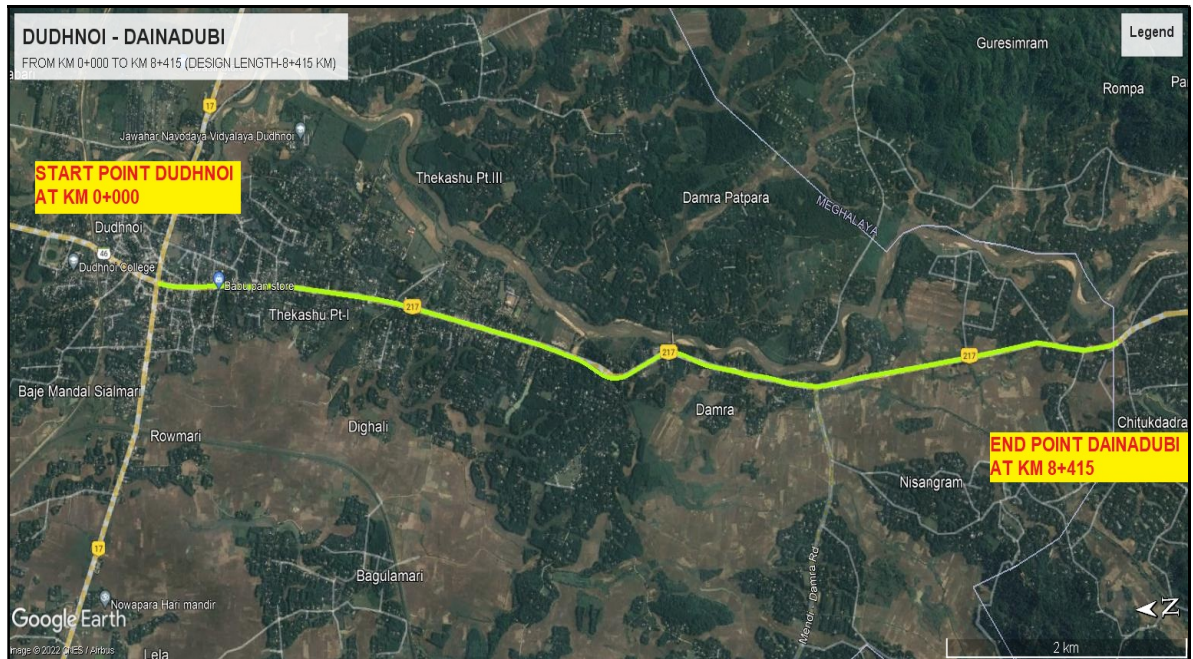 DUDHNOI - DAINADUBI
FROM KM 0+000 TO KM 8+415 (DESIGN LENGTH-8+415 KM)
Legend
Guresimram
Rompa
17
Jawahar Navodaya Vidyalaya Dudhnoi
START POINT DUDHNOI
AT KM 0+000
Thekashu Pt.III
Damra Patpara
MEGHALAYA
Dudhnoi
46
Dudhnoi College
Babu pan store
Thekashu Pt-I
217
217
217
Baje Mandal Sialmari
Damra
Chitukdadra
Rowmari
Dighali
END POINT DAINADUBI
AT KM 8+415
Nisangram
17
Bagulamari
Damra Rd
Nowapara Hari mandir
Google Earth
Image © 2022 CNES / Airbus
Lela
N
2 km